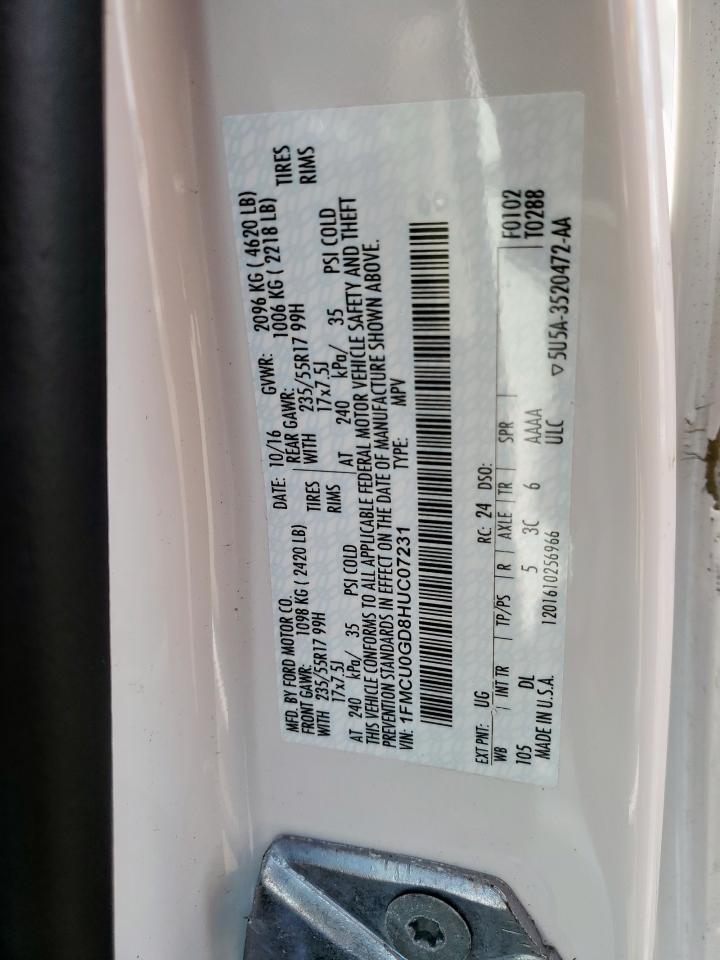 MFD. BY FORD MOTOR CO.
DATE: 10/16 GVWR: 2096 KG ( 4620 LB)
FRONT GAWR: 1098 KG ( 2420 LB) REAR GAWR: 1006 KG ( 2218 LB)
WITH 235/55R17 99H TIRES WITH 235/55R17 99H TIRES
17x7.5J RIMS 17x7.5J RIMS
AT 240 kPa/ 35 PSI COLD AT 240 kPa/ 35 PSI COLD
THIS VEHICLE CONFORMS TO ALL APPLICABLE FEDERAL MOTOR VEHICLE SAFETY AND THEFT
PREVENTION STANDARDS IN EFFECT ON THE DATE OF MANUFACTURE SHOWN ABOVE.
VIN: 1FMCU0GD8HUC07231 TYPE: MPV
EXT PNT: UG RC: 24 DSO: F0102
WB INT TR TP/PS R AXLE TR SPR T0288
105 DL 5 3C 6 AAAA
MADE IN U.S.A. 1201610256966 ULC
▽5U5A-3520472-AA